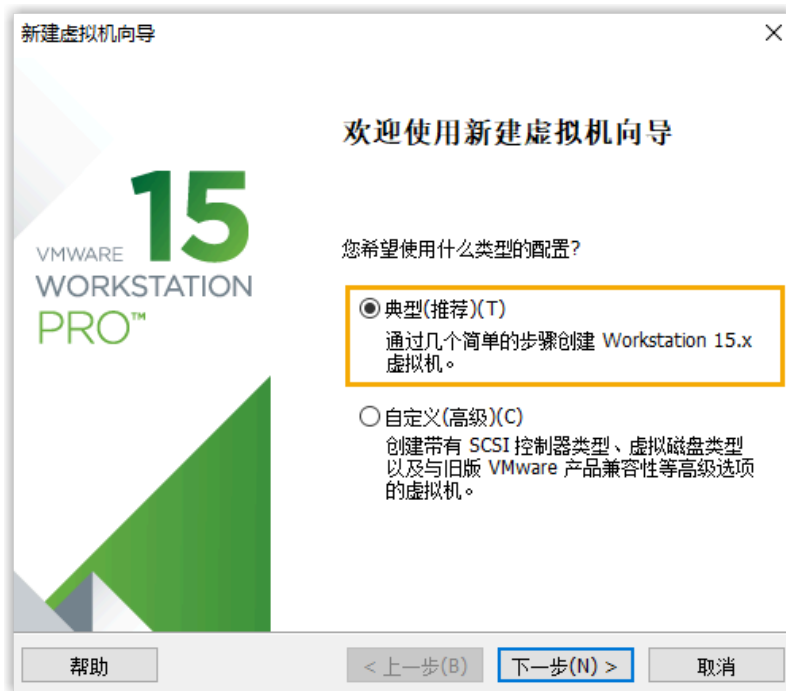 新建虚拟机向导
15
VMWARE
WORKSTATION
PRO™
欢迎使用新建虚拟机向导
您希望使用什么类型的配置?
典型(推荐)(T)
通过几个简单的步骤创建 Workstation 15.x
虚拟机。
自定义(高级)(C)
创建带有 SCSI 控制器类型、虚拟磁盘类型
以及与旧版 VMware 产品兼容性等高级选项
的虚拟机。
帮助
< 上一步(B)
下一步(N) >
取消